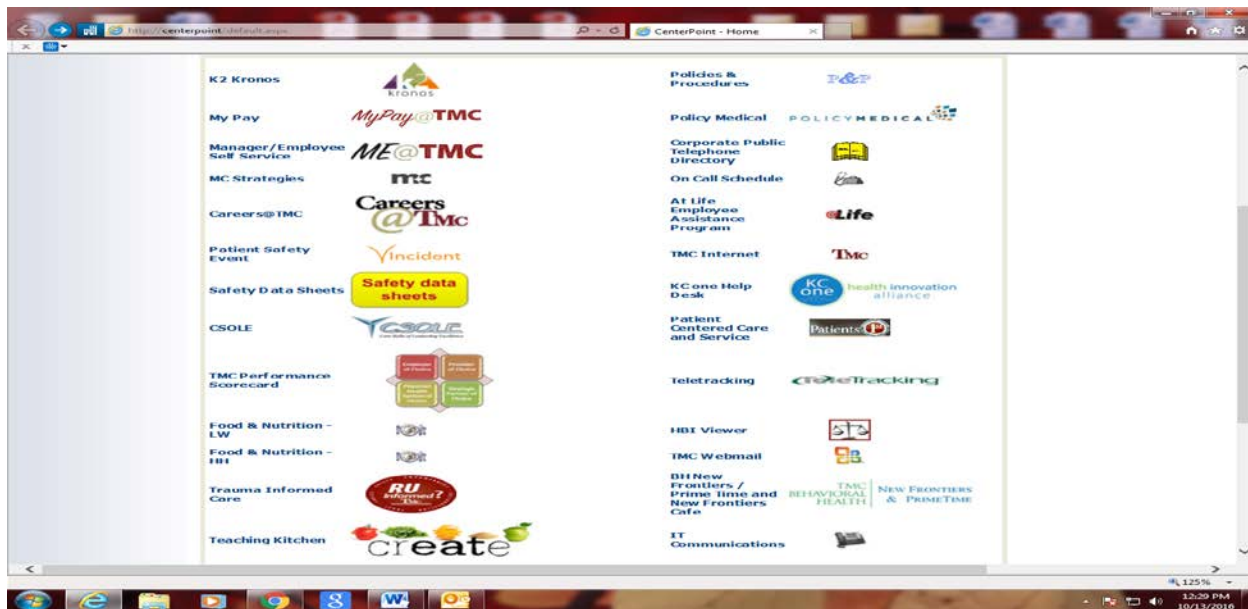 http://centerpoint/default.aspx
CenterPoint - Home
K2 Kronos
kronos
My Pay
MyPay@TMC
Manager/Employee
Self Service
ME@TMC
MC Strategies
mc
Careers@TMC
Careers
@TMC
Patient Safety
Event
Vincident
Safety Data Sheets
Safety data
sheets
CSOLE
CSOLE
TMC Performance
Scorecard
Food & Nutrition -
LW
Food & Nutrition -
HH
Trauma Informed
Care
RU
Informed?
TMC
Teaching Kitchen
create
Policies &
Procedures
P&P
Policy Medical
POLICYMEDICAL
Corporate Public
Telephone
Directory
On Call Schedule
At Life
Employee
Assistance
Program
@Life
TMC Internet
TMC
KC one Help
Desk
KC
one
health innovation
alliance
Patient
Centered Care
and Service
Patients 1st
Teletracking
TeleTracking
HBI Viewer
TMC Webmail
BH New
Frontiers /
Prime Time and
New Frontiers
Cafe
TMC
BEHAVIORAL
HEALTH
NEW FRONTIERS
& PRIMETIME
IT
Communications
125%
12:29 PM
10/13/2016